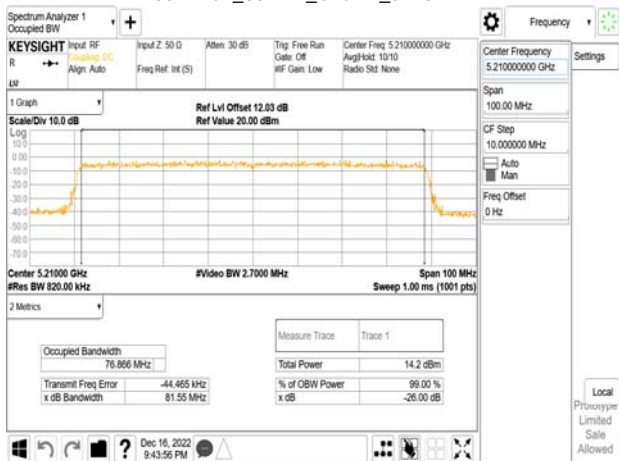 Spectrum Analyzer 1
Occupied BW
Frequency
KEYSIGHT
Input: RF
Coupling: DC
Align: Auto
Input Z: 50 Ω
Freq Ref: Int (S)
Atten: 30 dB
Trig: Free Run
Gate: Off
#IF Gain: Low
Center Freq: 5.210000000 GHz
Avg|Hold: 10/10
Radio Std: None
R
LW
Center Frequency
5.210000000 GHz
Settings
Span
100.00 MHz
CF Step
10.000000 MHz
Auto
Man
Freq Offset
0 Hz
1 Graph
Scale/Div 10.0 dB
Ref Lvl Offset 12.03 dB
Ref Value 20.00 dBm
Log
10.0
0.00
-10.0
-20.0
-30.0
-40.0
-50.0
-60.0
-70.0
Center 5.21000 GHz
#Video BW 2.7000 MHz
Span 100 MHz
#Res BW 820.00 kHz
Sweep 1.00 ms (1001 pts)
2 Metrics
Measure Trace
Trace 1
Occupied Bandwidth
76.866 MHz
Total Power
14.2 dBm
Transmit Freq Error
-44.465 kHz
% of OBW Power
99.00 %
x dB Bandwidth
81.55 MHz
x dB
-26.00 dB
Local
Prototype
Limited
Sale
Allowed
?
Dec 16, 2022
9:43:56 PM